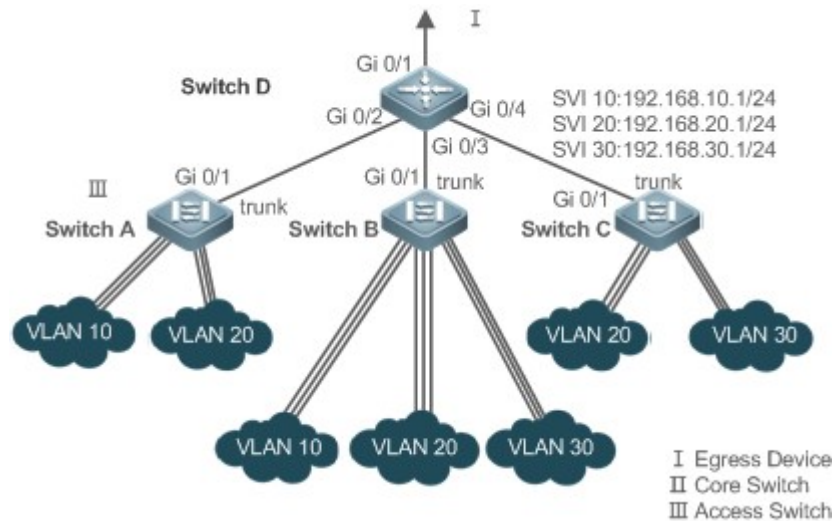 I
Gi 0/1
Switch D
Gi 0/2
Gi 0/4
SVI 10:192.168.10.1/24
SVI 20:192.168.20.1/24
SVI 30:192.168.30.1/24
Gi 0/3
III
Gi 0/1
trunk
Gi 0/1
trunk
Gi 0/1
trunk
Switch A
Switch B
Switch C
VLAN 10
VLAN 20
VLAN 20
VLAN 30
VLAN 10
VLAN 20
VLAN 30
I Egress Device
II Core Switch
III Access Switch